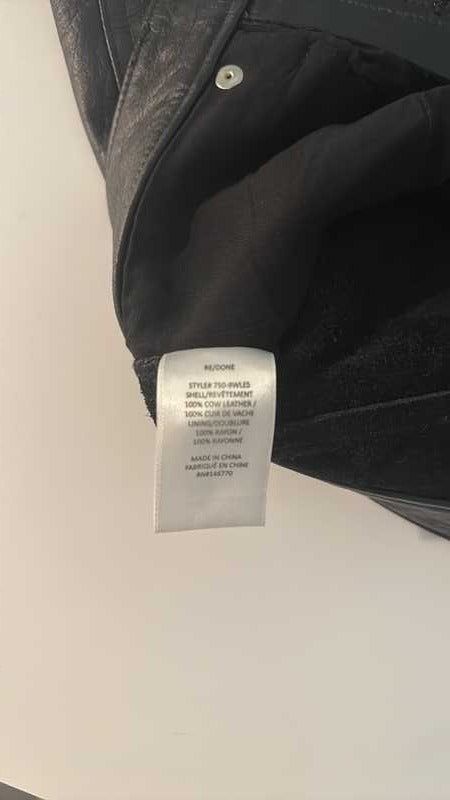 RE/DONE
STYLE# 750-9WLES
SHELL/REVÊTEMENT
100% COW LEATHER /
100% CUIR DE VACHE
LINING/DOUBLURE
100% RAYON /
100% RAYONNE
MADE IN CHINA
FABRIQUÉ EN CHINE
RN#146770